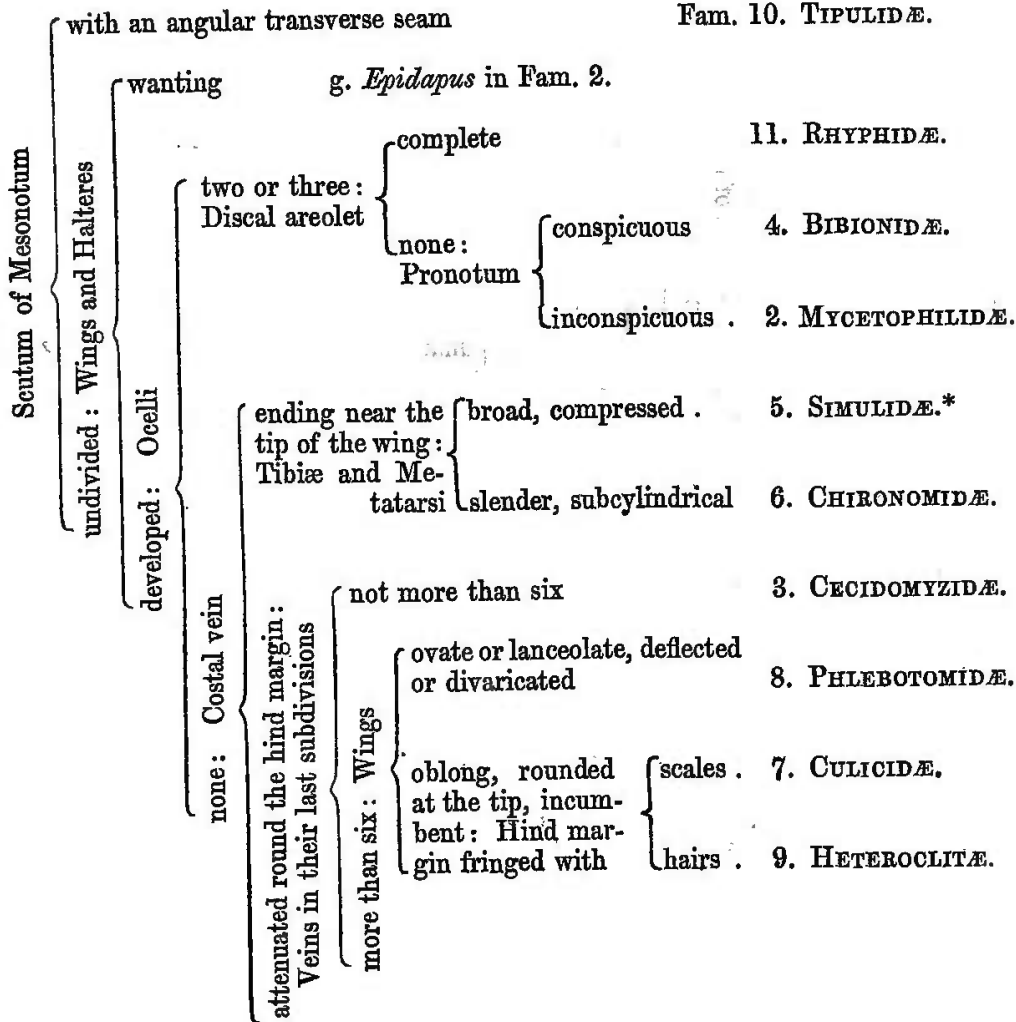 with an angular transverse seam Fam. 10. TIPULIDÆ.
wanting g. Epidapus in Fam. 2.
Scutum of Mesonotum
undivided: Wings and Halteres
developed: Ocelli
two or three:
Discal areolet
complete 11. RHYPHIDÆ.
none:
Pronotum
conspicuous 4. BIBIONIDÆ.
inconspicuous . 2. MYCETOPHILIDÆ.
none: Costal vein
ending near the
tip of the wing:
Tibiæ and Me-
tatarsi
broad, compressed . 5. SIMULIDÆ.*
slender, subcylindrical 6. CHIRONOMIDÆ.
attenuated round the hind margin:
Veins in their last subdivisions
not more than six 3. CECIDOMYZIDÆ.
more than six: Wings
ovate or lanceolate, deflected
or divaricated 8. PHLEBOTOMIDÆ.
oblong, rounded
at the tip, incum-
bent: Hind mar-
gin fringed with
scales . 7. CULICIDÆ.
hairs . 9. HETEROCLITÆ.